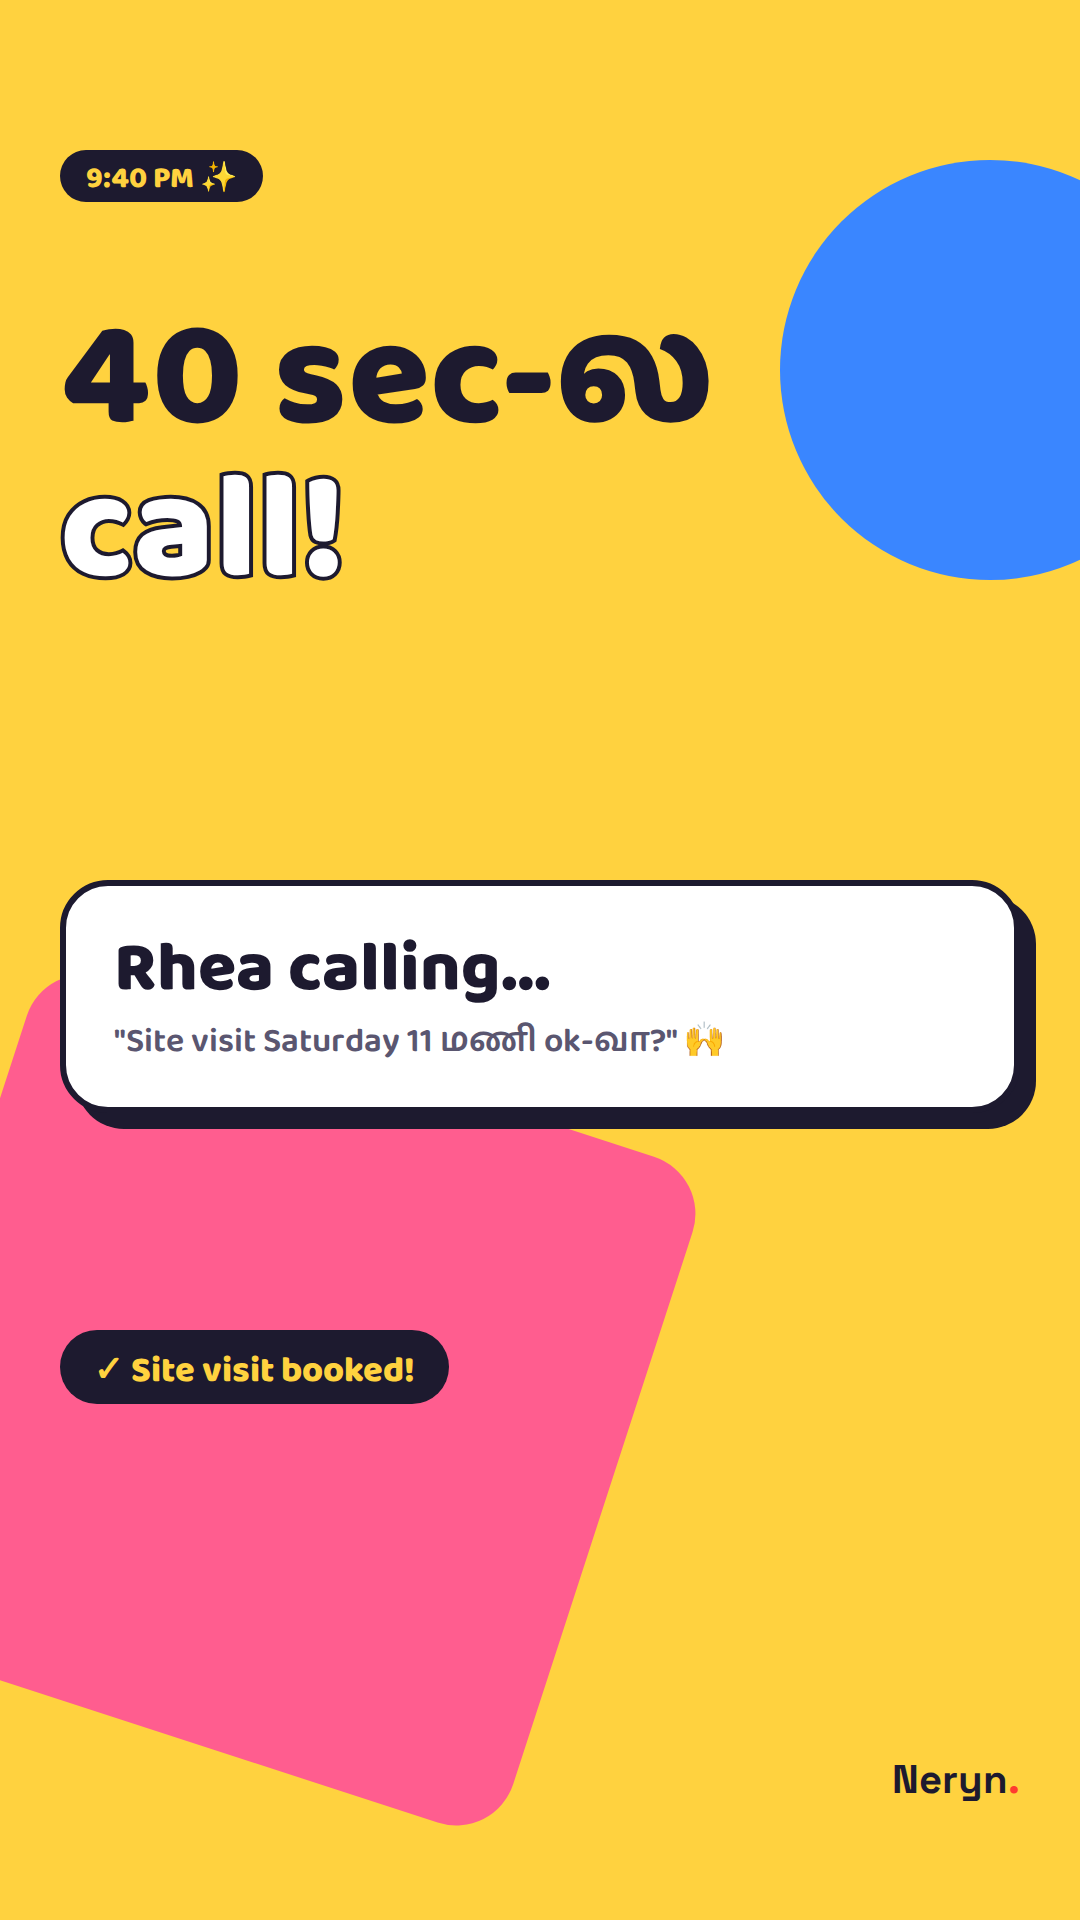 9:40 PM ✨
40 sec-ல
call!
Rhea calling...
"Site visit Saturday 11 மணி ok-வா?" 🙌
✓ Site visit booked!
Neryn.